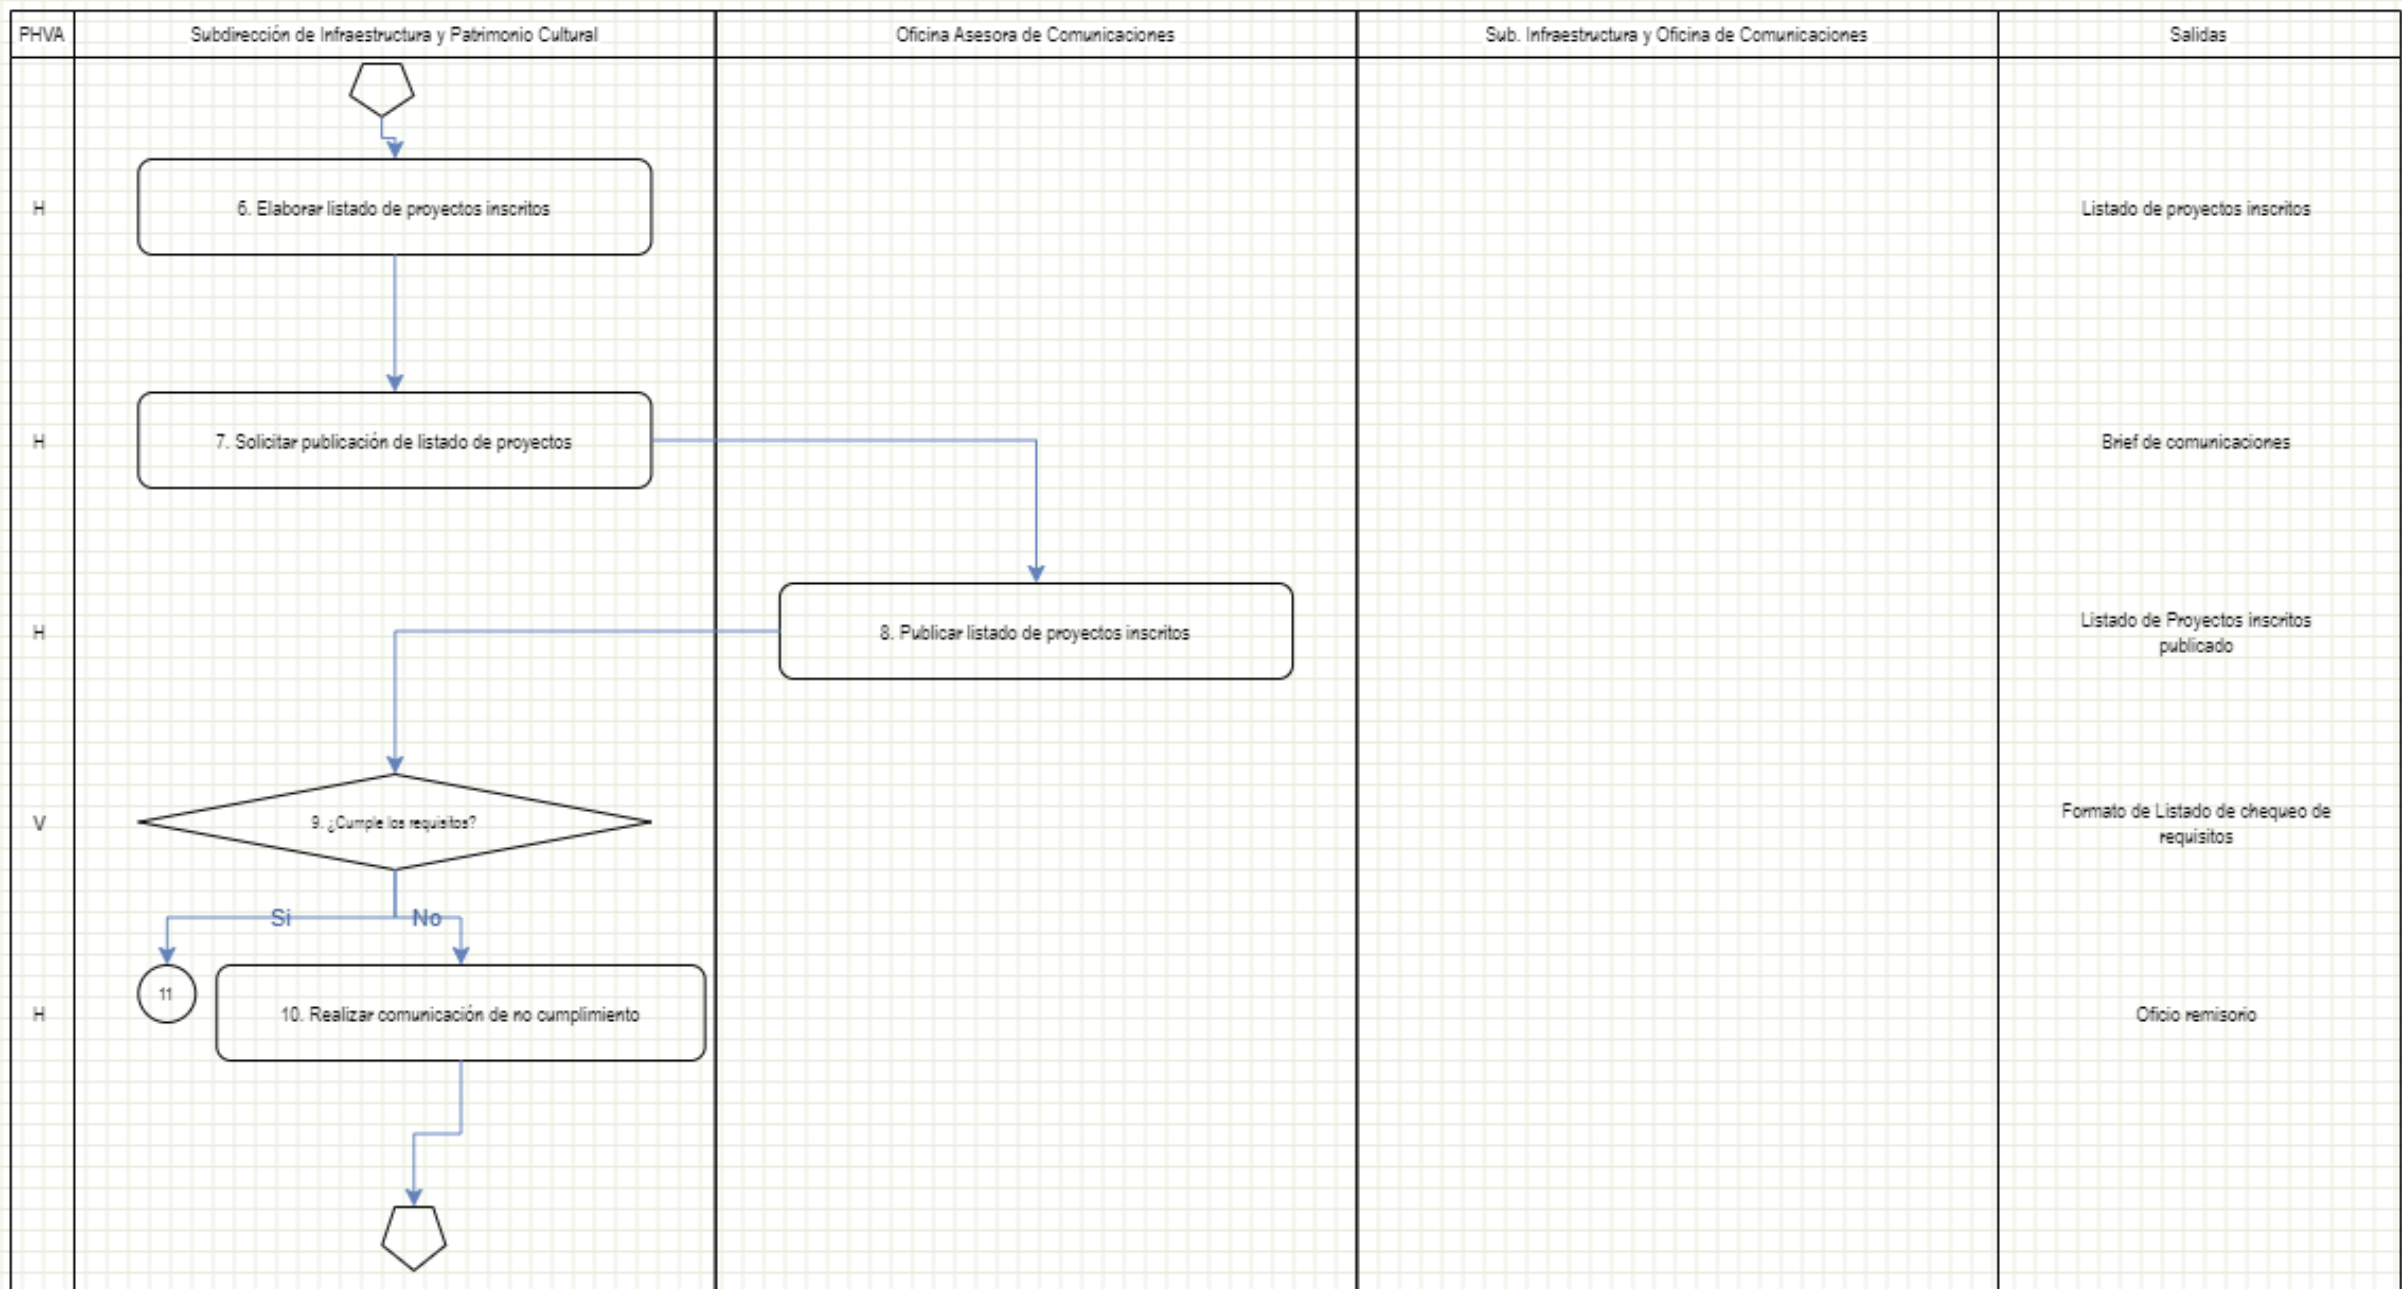 PHVA
Subdirección de Infraestructura y Patrimonio Cultural
Oficina Asesora de Comunicaciones
Sub. Infraestructura y Oficina de Comunicaciones
Salidas
H
6. Elaborar listado de proyectos inscritos
Listado de proyectos inscritos
H
7. Solicitar publicación de listado de proyectos
Brief de comunicaciones
H
8. Publicar listado de proyectos inscritos
Listado de Proyectos inscritos
publicado
V
9. ¿Cumple los requisitos?
Formato de Listado de chequeo de
requisitos
Si
No
H
11
10. Realizar comunicación de no cumplimiento
Oficio remisorio